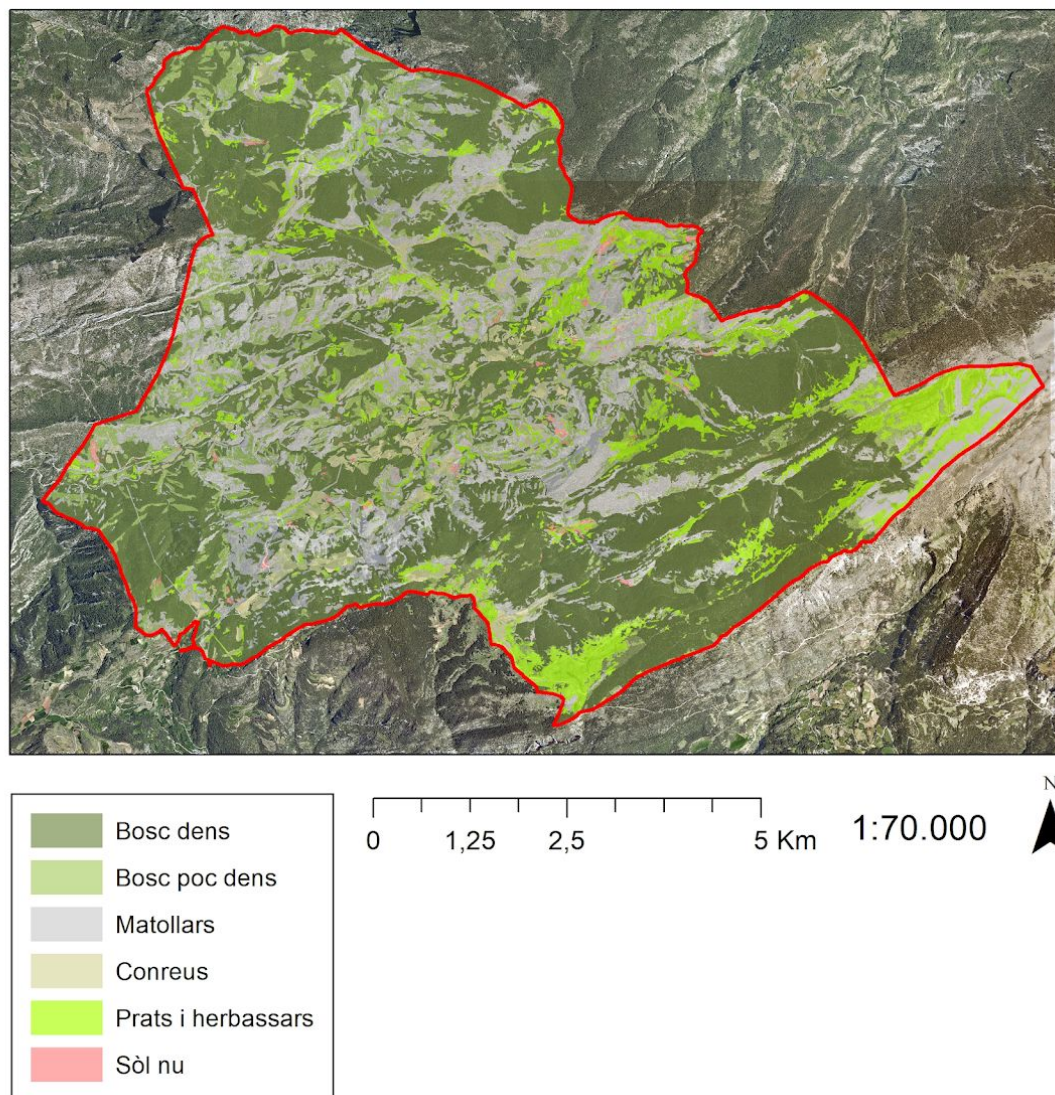 Bosc dens
Bosc poc dens
Matollars
Conreus
Prats i herbassars
Sòl nu
0 1,25 2,5 5 Km
1:70.000
N